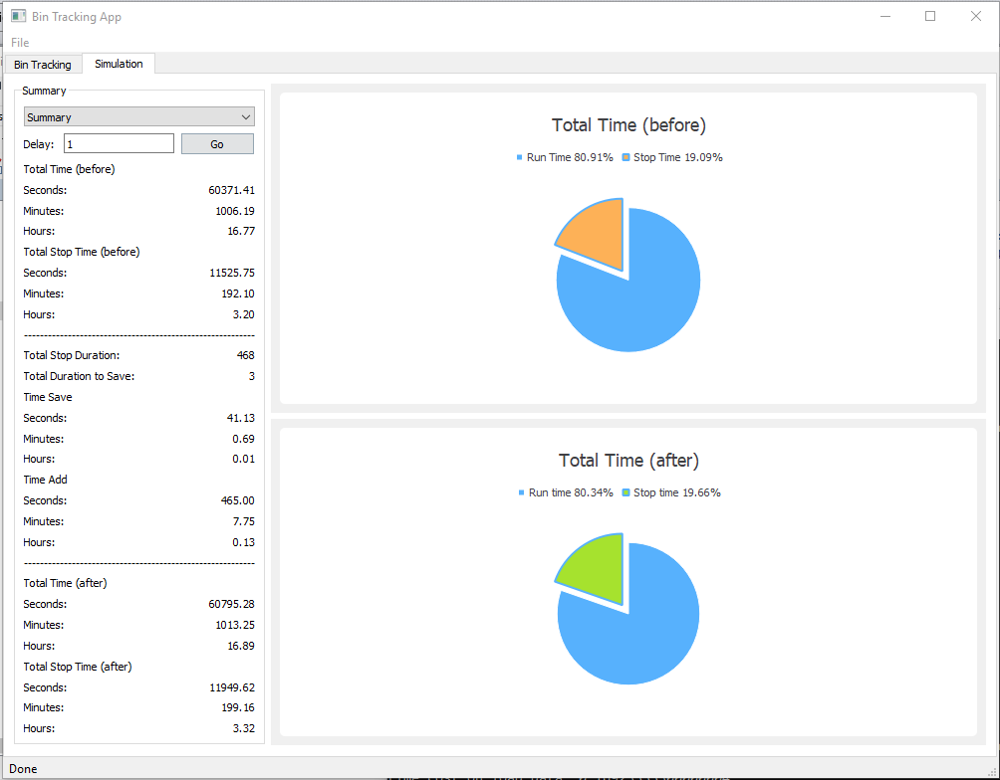 Bin Tracking App
File
Bin Tracking
Simulation
Summary
Summary
Delay: 1 Go
Total Time (before)
Seconds: 60371.41
Minutes: 1006.19
Hours: 16.77
Total Stop Time (before)
Seconds: 11525.75
Minutes: 192.10
Hours: 3.20
Total Stop Duration: 468
Total Duration to Save: 3
Time Save
Seconds: 41.13
Minutes: 0.69
Hours: 0.01
Time Add
Seconds: 465.00
Minutes: 7.75
Hours: 0.13
Total Time (after)
Seconds: 60795.28
Minutes: 1013.25
Hours: 16.89
Total Stop Time (after)
Seconds: 11949.62
Minutes: 199.16
Hours: 3.32
Total Time (before)
Run Time 80.91% Stop Time 19.09%
Total Time (after)
Run time 80.34% Stop time 19.66%
Done